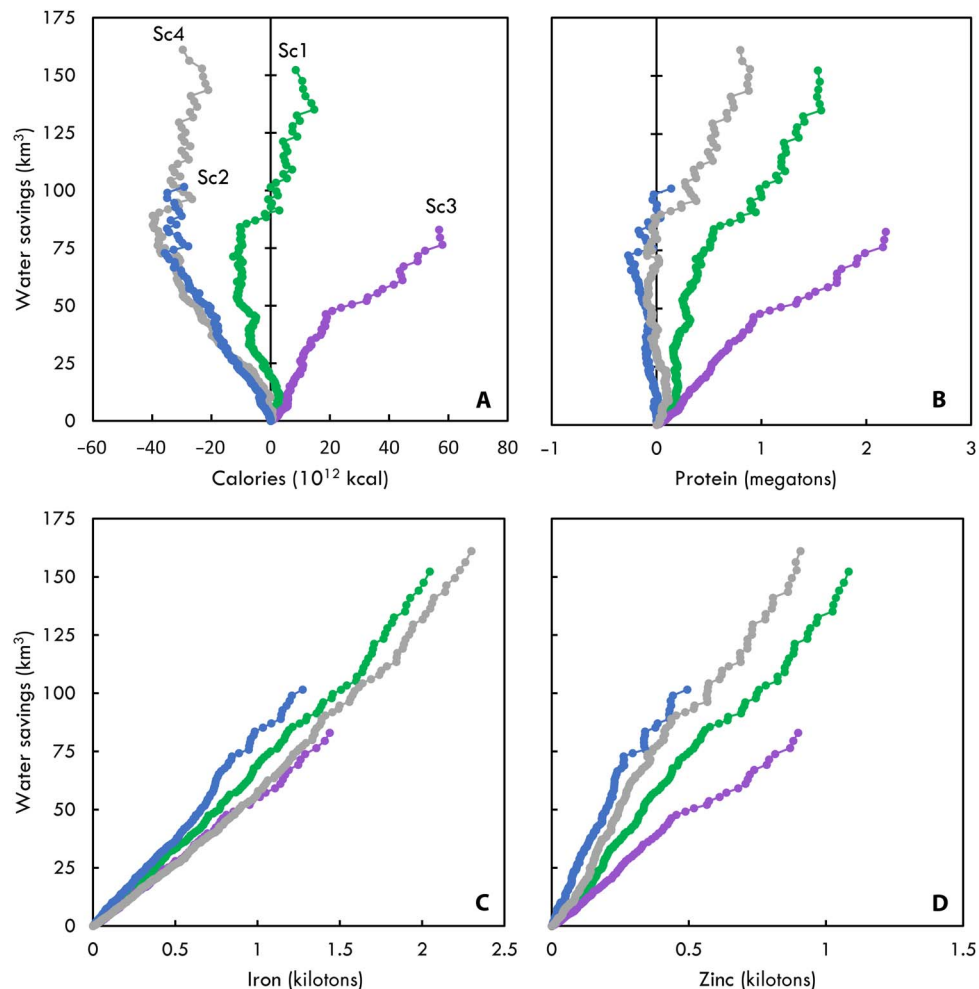 175
150
125
100
75
50
25
0
Water savings (km³)
Sc4
Sc1
Sc2
Sc3
A
−60
−40
−20
0
20
40
60
80
Calories (10¹² kcal)
B
−1
0
1
2
3
Protein (megatons)
175
150
125
100
75
50
25
0
Water savings (km³)
C
0
0.5
1
1.5
2
2.5
Iron (kilotons)
D
0
0.5
1
1.5
Zinc (kilotons)